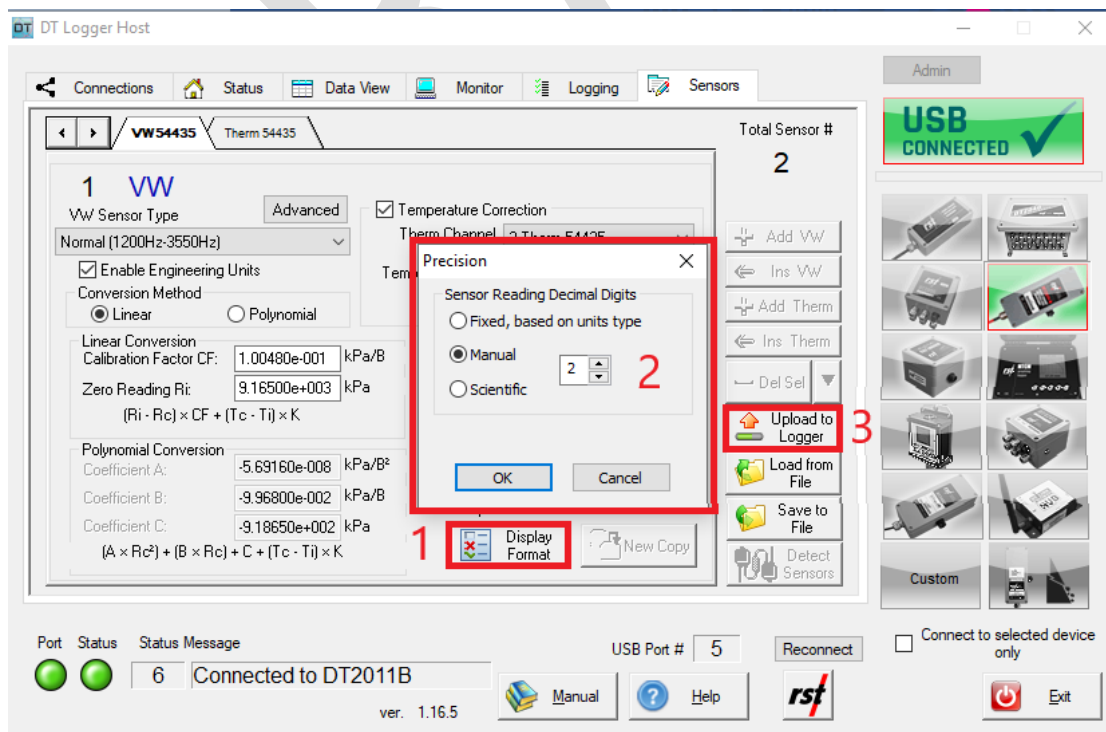 DT DT Logger Host
Connections Status Data View Monitor Logging Sensors
Admin
USB
CONNECTED
VW54435 Therm 54435
Total Sensor #
2
1 VW
VW Sensor Type
Advanced
Normal (1200Hz-3550Hz)
Enable Engineering Units
Conversion Method
Linear Polynomial
Linear Conversion
Calibration Factor CF: 1.00480e-001 kPa/B
Zero Reading Ri: 9.16500e+003 kPa
(Ri - Rc) × CF + (Tc - Ti) × K
Polynomial Conversion
Coefficient A: -5.69160e-008 kPa/B²
Coefficient B: -9.96800e-002 kPa/B
Coefficient C: -9.18650e+002 kPa
(A × Rc²) + (B × Rc) + C + (Tc - Ti) × K
Temperature Correction
Therm Channel
Precision
Sensor Reading Decimal Digits
Fixed, based on units type
Manual
2
Scientific
2
OK Cancel
1
Display
Format
New Copy
Add VW
Ins VW
Add Therm
Ins Therm
Del Sel
Upload to
Logger
3
Load from
File
Save to
File
Detect
Sensors
Custom
Port Status Status Message
6 Connected to DT2011B
ver. 1.16.5
USB Port # 5
Reconnect
Connect to selected device
only
Manual
Help
rst
Exit